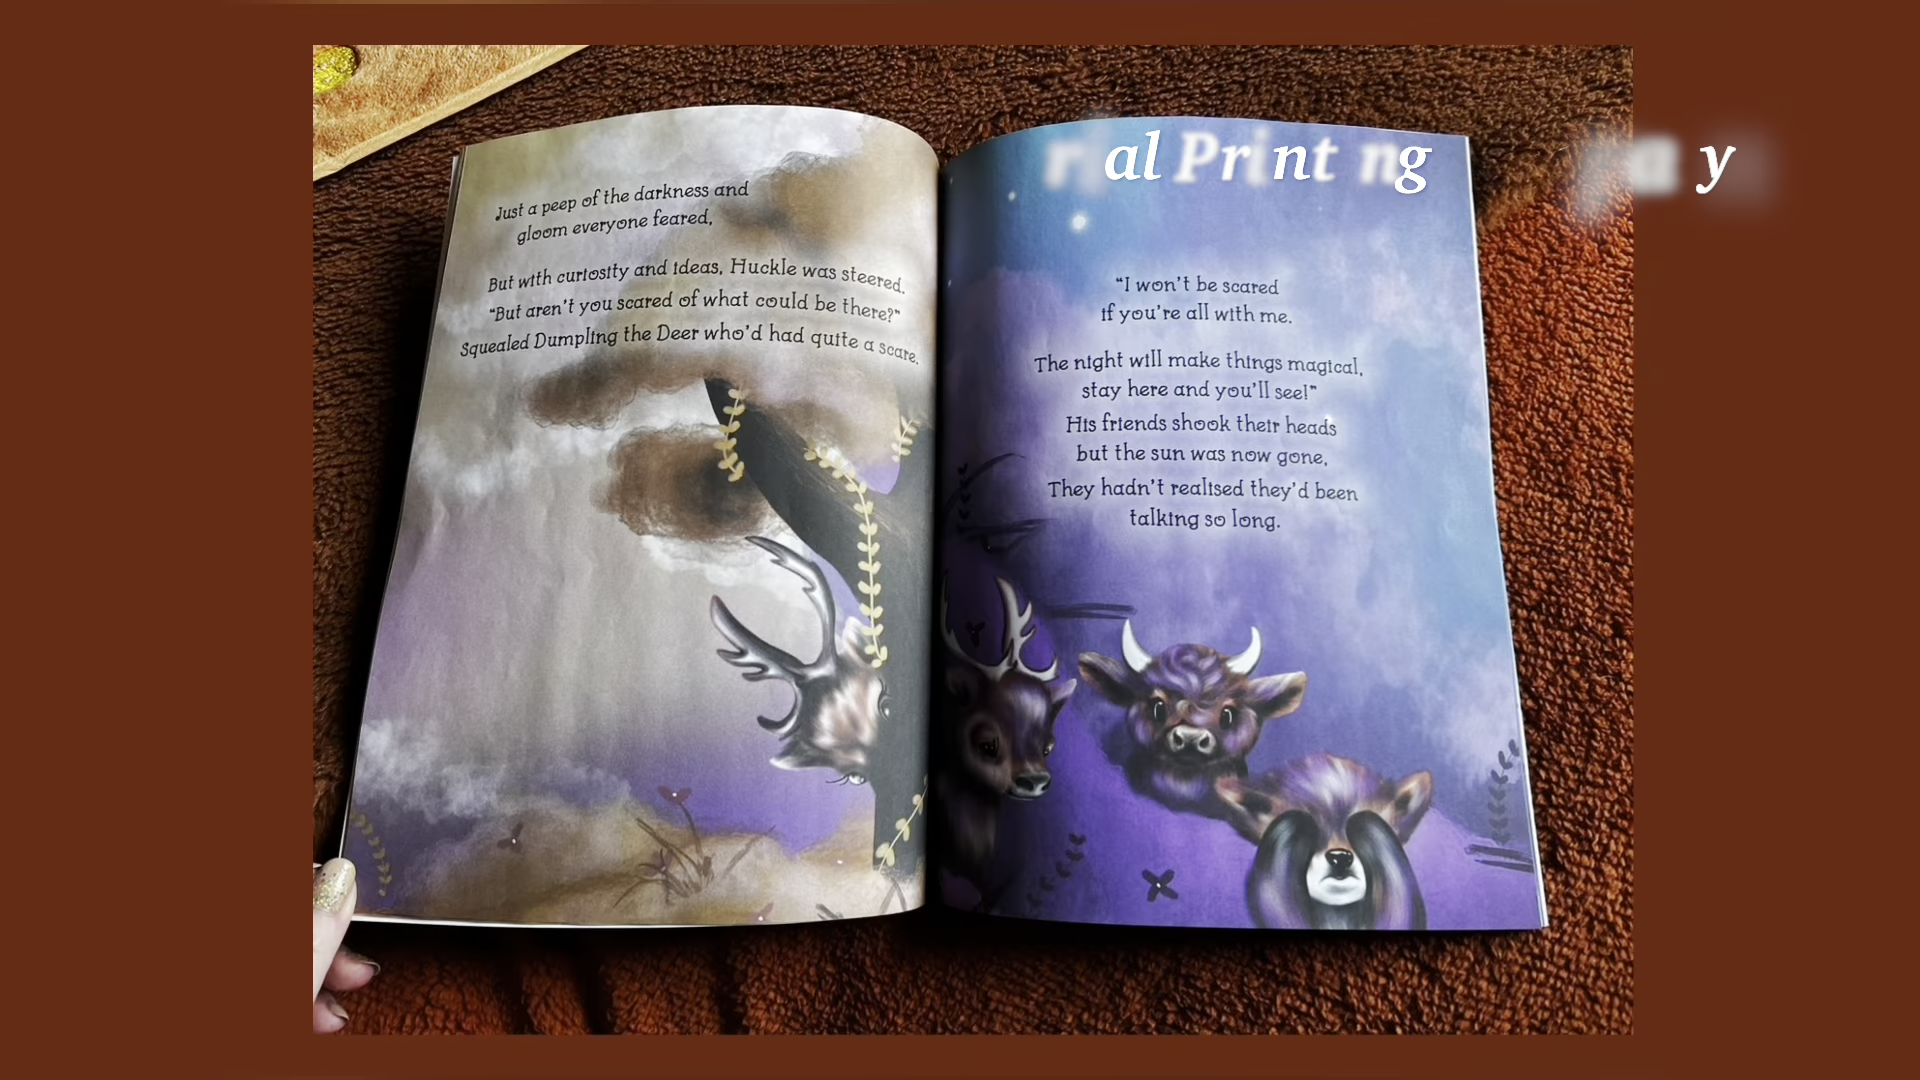 al Print ng y
Just a peep of the darkness and
gloom everyone feared,
But with curiosity and ideas, Huckle was steered.
"But aren't you scared of what could be there?"
Squealed Dumpling the Deer who'd had quite a scare.
"I won't be scared
if you're all with me.
The night will make things magical,
stay here and you'll see!"
His friends shook their heads
but the sun was now gone,
They hadn't realised they'd been
talking so long.